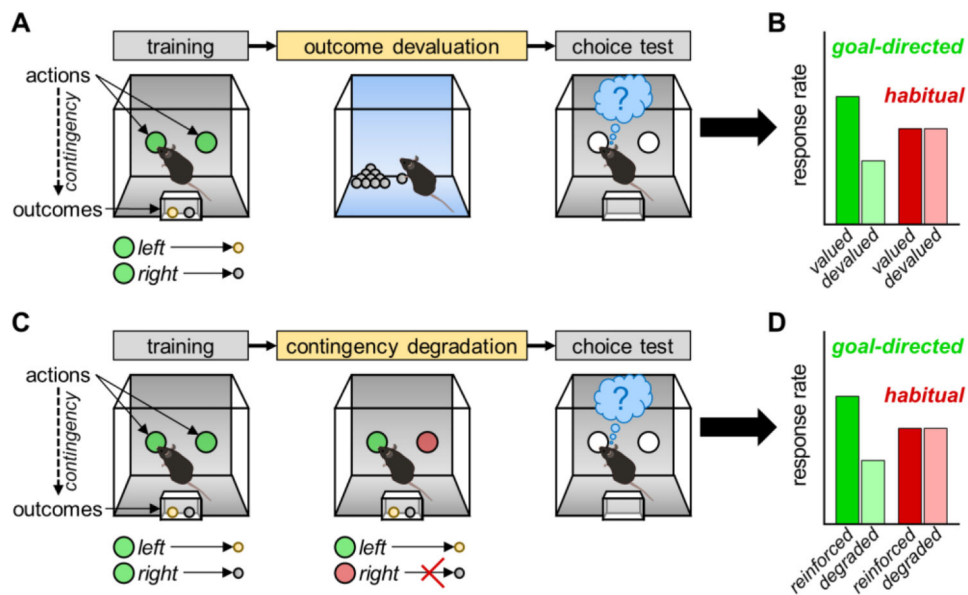 A
training
outcome devaluation
choice test
actions
contingency
outcomes
?
left
right
B
response rate
goal-directed
habitual
valued
devalued
valued
devalued
C
training
contingency degradation
choice test
actions
contingency
outcomes
?
left
right
left
right
D
response rate
goal-directed
habitual
reinforced
degraded
reinforced
degraded